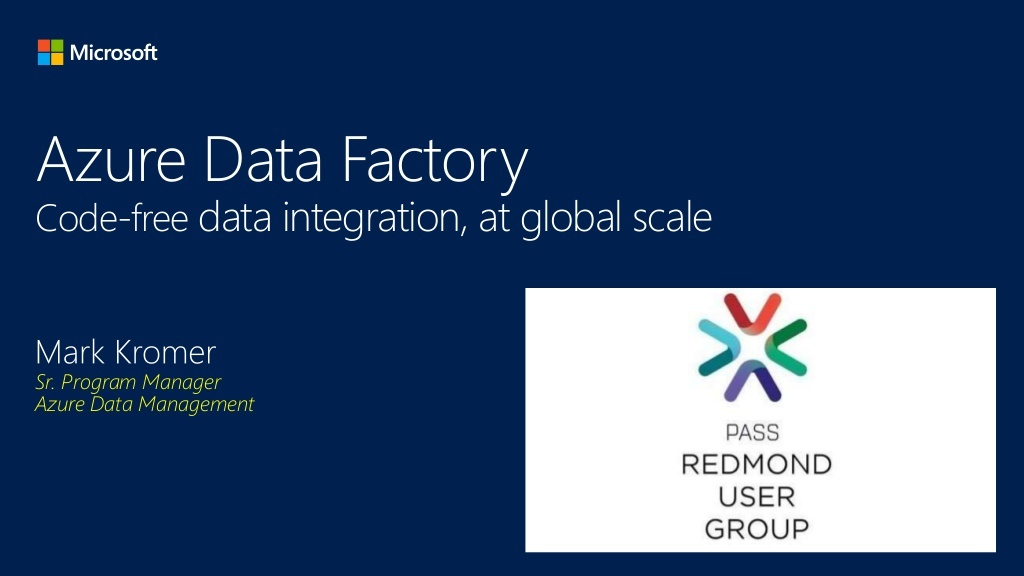 Microsoft
Azure Data Factory
Code-free data integration, at global scale
Mark Kromer
Sr. Program Manager
Azure Data Management
PASS
REDMOND
USER
GROUP